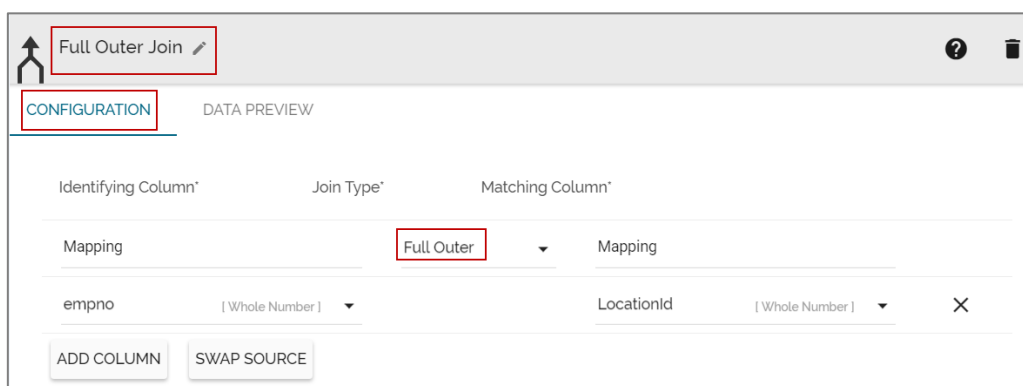 Full Outer Join
CONFIGURATION DATA PREVIEW
Identifying Column* Join Type* Matching Column*
Mapping Full Outer Mapping
empno [ Whole Number ] LocationId [ Whole Number ]
ADD COLUMN SWAP SOURCE